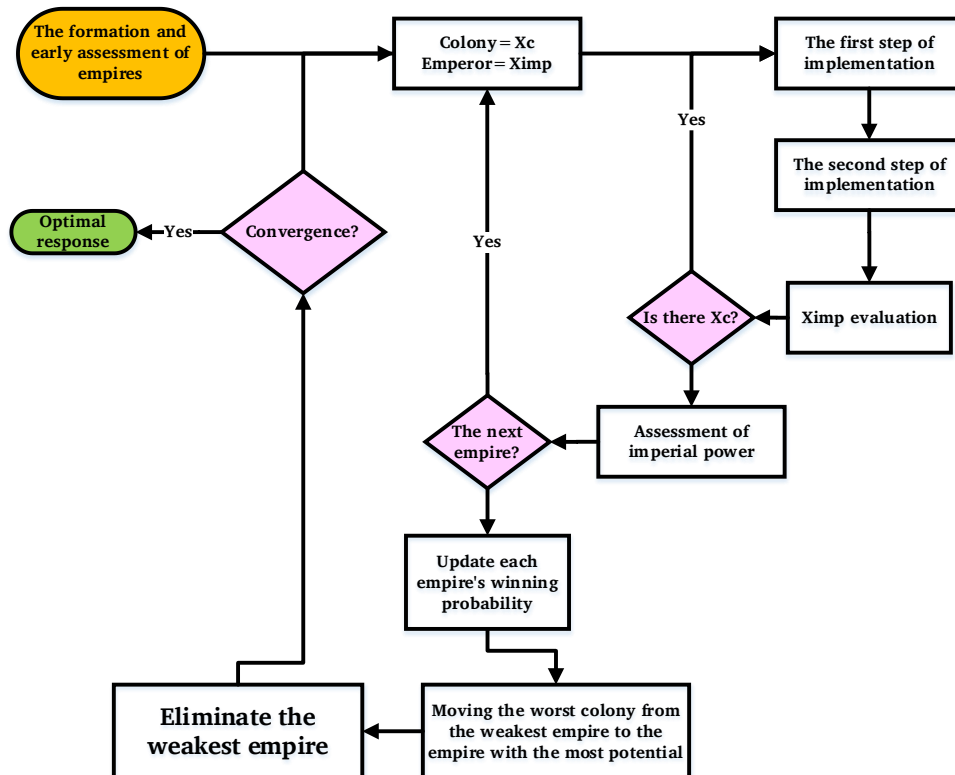 The formation and
early assessment of
empires
Colony=Xc
Emperor=Ximp
The first step of
implementation
Yes
The second step of
implementation
Optimal
response
Yes
Convergence?
Yes
Is there Xc?
Ximp evaluation
The next
empire?
Assessment of
imperial power
Update each
empire's winning
probability
Eliminate the
weakest empire
Moving the worst colony from
the weakest empire to the
empire with the most potential